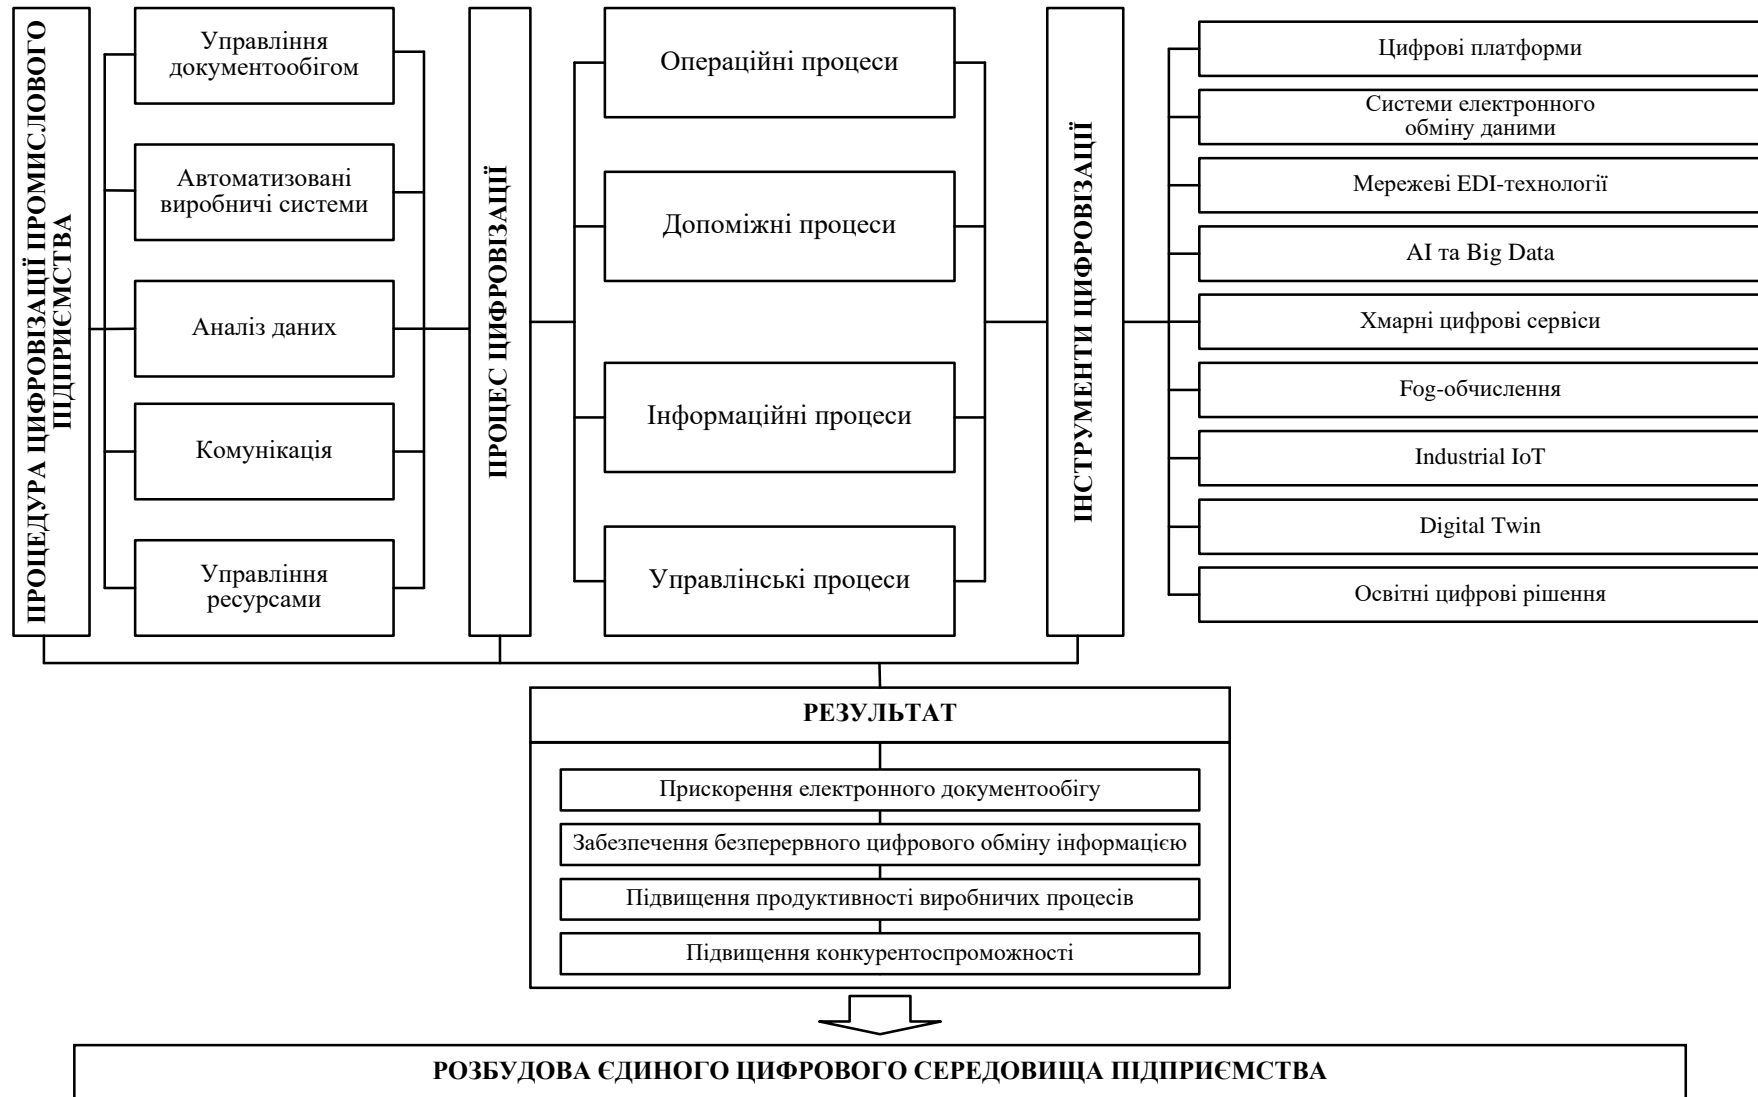 ПРОЦЕДУРА ЦИФРОВІЗАЦІЇ ПРОМИСЛОВОГО
ПІДПРИЄМСТВА
Управління
документообігом
Автоматизовані
виробничі системи
Аналіз даних
Комунікація
Управління
ресурсами
ПРОЦЕС ЦИФРОВІЗАЦІЇ
Операційні процеси
Допоміжні процеси
Інформаційні процеси
Управлінські процеси
ІНСТРУМЕНТИ ЦИФРОВІЗАЦІЇ
Цифрові платформи
Системи електронного
обміну даними
Мережеві EDI-технології
AI та Big Data
Хмарні цифрові сервіси
Fog-обчислення
Industrial IoT
Digital Twin
Освітні цифрові рішення
РЕЗУЛЬТАТ
Прискорення електронного документообігу
Забезпечення безперервного цифрового обміну інформацією
Підвищення продуктивності виробничих процесів
Підвищення конкурентоспроможності
РОЗБУДОВА ЄДИНОГО ЦИФРОВОГО СЕРЕДОВИЩА ПІДПРИЄМСТВА